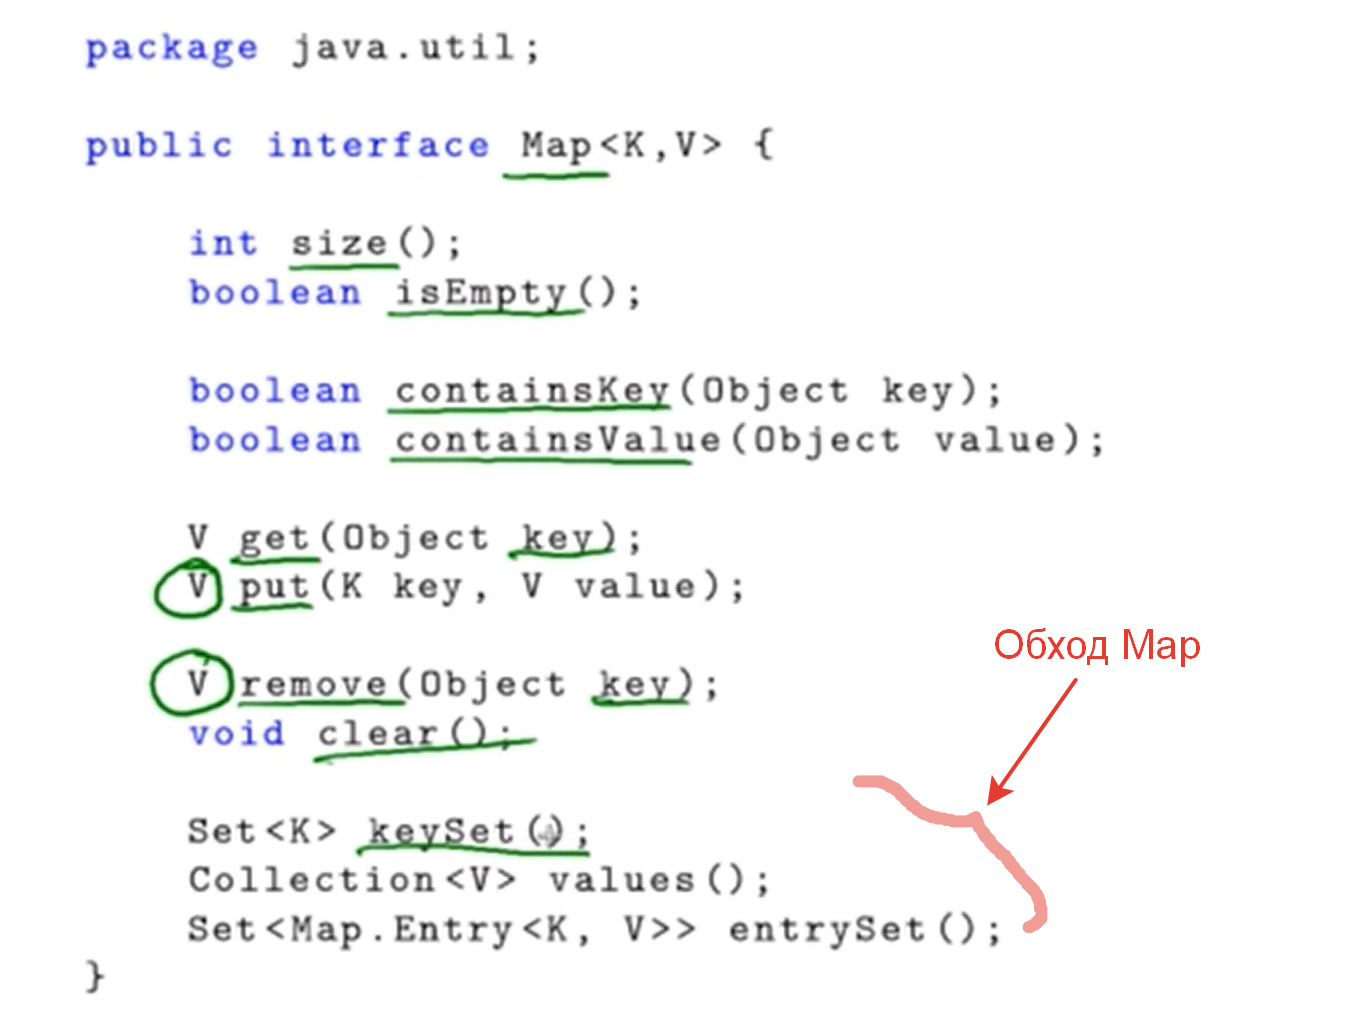 package java.util;
public interface Map<K,V> {
int size();
boolean isEmpty();
boolean containsKey(Object key);
boolean containsValue(Object value);
V get(Object key);
V put(K key, V value);
V remove(Object key);
void clear();
Обход Map
Set<K> keySet();
Collection<V> values();
Set<Map.Entry<K, V>> entrySet();
}